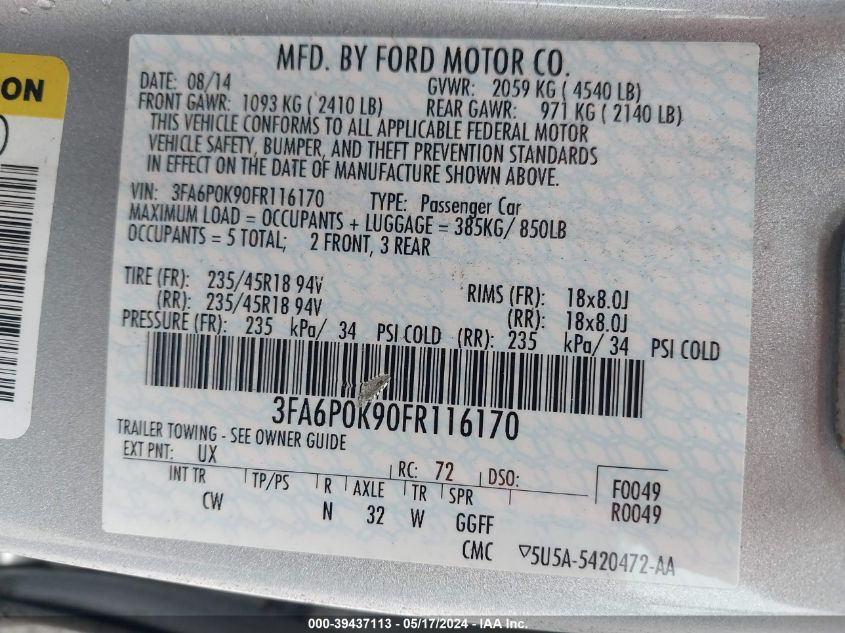 ON
MFD. BY FORD MOTOR CO.
DATE: 08/14 GVWR: 2059 KG ( 4540 LB)
FRONT GAWR: 1093 KG ( 2410 LB) REAR GAWR: 971 KG ( 2140 LB)
THIS VEHICLE CONFORMS TO ALL APPLICABLE FEDERAL MOTOR
VEHICLE SAFETY, BUMPER, AND THEFT PREVENTION STANDARDS
IN EFFECT ON THE DATE OF MANUFACTURE SHOWN ABOVE.
VIN: 3FA6P0K90FR116170 TYPE: Passenger Car
MAXIMUM LOAD = OCCUPANTS + LUGGAGE = 385KG/ 850LB
OCCUPANTS = 5 TOTAL; 2 FRONT, 3 REAR
TIRE (FR): 235/45R18 94V RIMS (FR): 18x8.0J
(RR): 235/45R18 94V (RR): 18x8.0J
PRESSURE (FR): 235 kPa/ 34 PSI COLD (RR): 235 kPa/ 34 PSI COLD
3FA6P0K90FR116170
TRAILER TOWING - SEE OWNER GUIDE
EXT PNT: UX RC: 72 DSO:
INT TR TP/PS R AXLE TR SPR F0049
CW N 32 W GGFF R0049
CMC ▽5U5A-5420472-AA
000-39437113 - 05/17/2024 - IAA Inc.